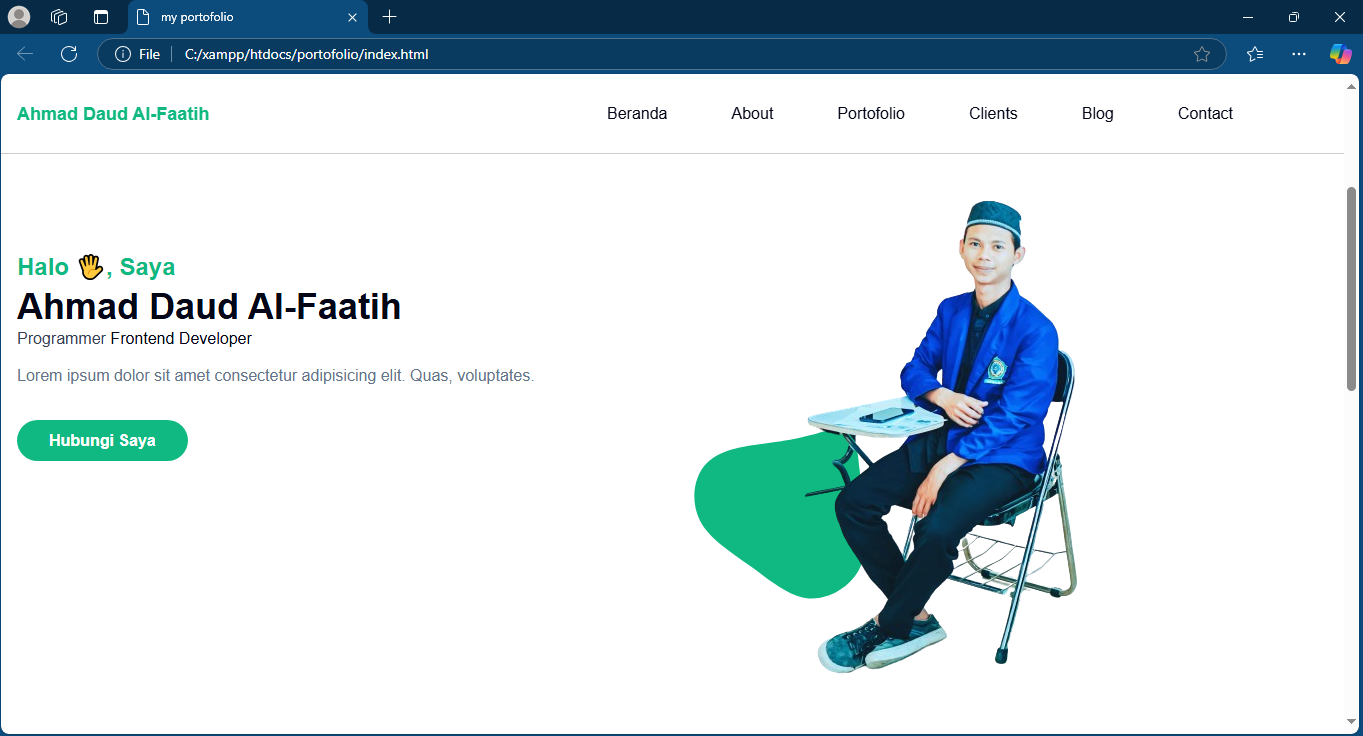 my portofolio
File C:/xampp/htdocs/portofolio/index.html
Ahmad Daud Al-Faatih Beranda About Portofolio Clients Blog Contact
Halo 🖐, Saya
Ahmad Daud Al-Faatih
Programmer Frontend Developer
Lorem ipsum dolor sit amet consectetur adipisicing elit. Quas, voluptates.
Hubungi Saya